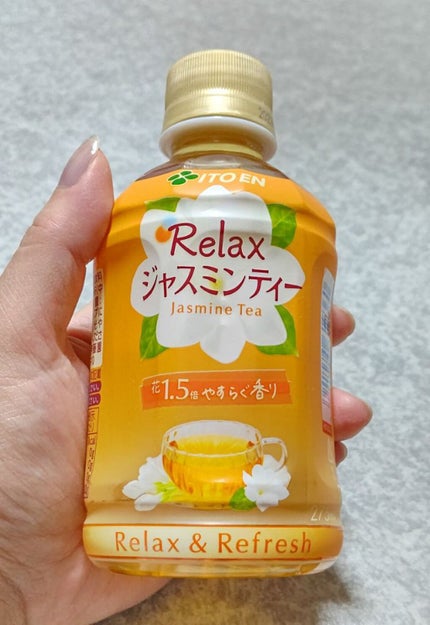 ITO EN
Relax
ジャスミンティー
Jasmine Tea
花1.5倍 やすらぐ香り
Relax & Refresh